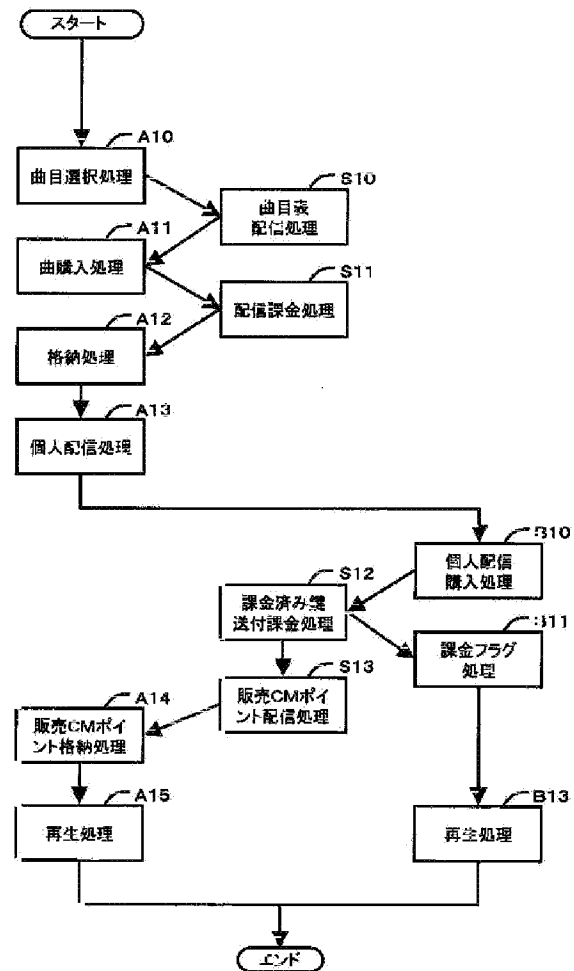 スタート
A10
曲目選択処理
S10
曲目表
配信処理
A11
曲購入処理
S11
配信課金処理
A12
格納処理
A13
個人配信処理
B10
個人配信
購入処理
S12
課金済み鍵
送付課金処理
B11
課金フラグ
処理
S13
販売CMポイ
ント配信処理
A14
販売CMポイ
ント格納処理
A15
再生処理
B13
再生処理
エンド